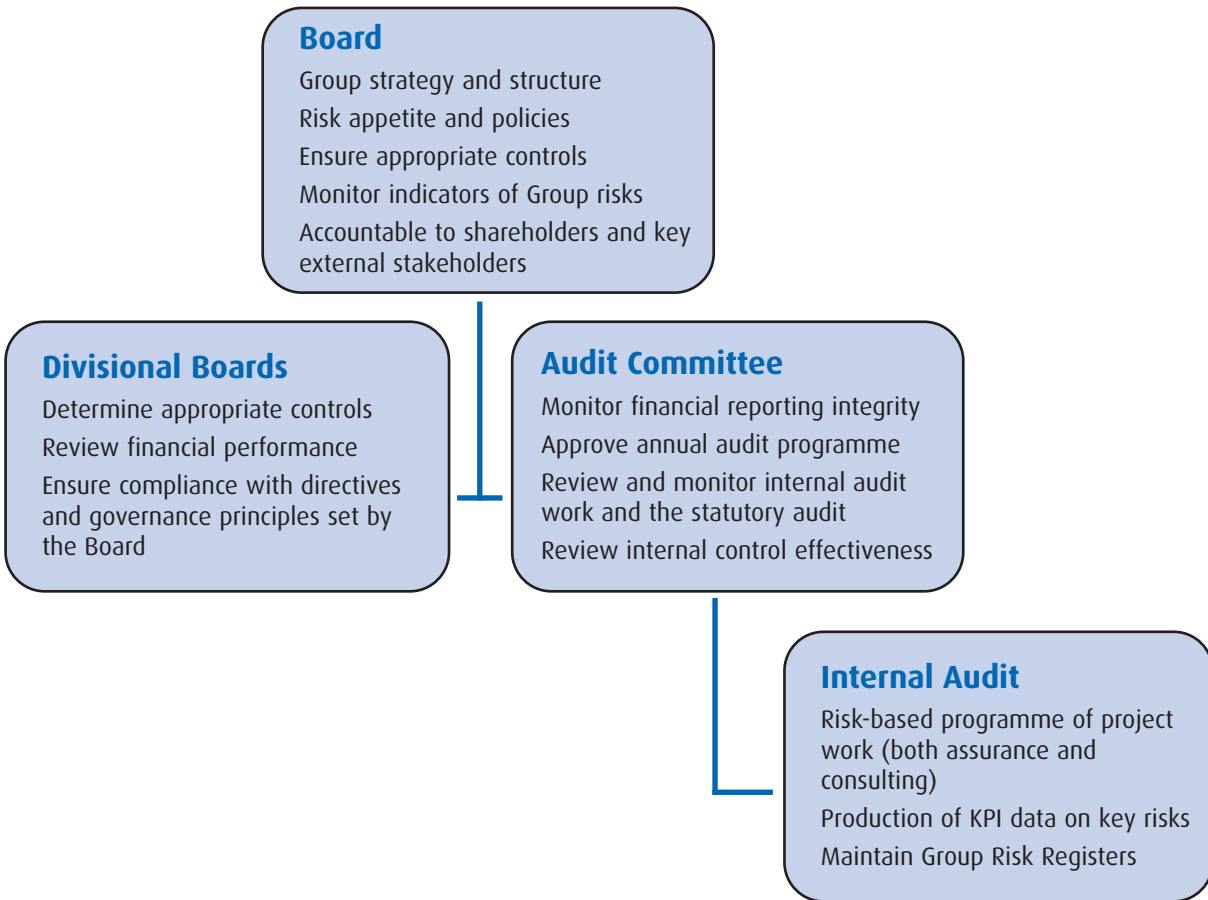 Board
Group strategy and structure
Risk appetite and policies
Ensure appropriate controls
Monitor indicators of Group risks
Accountable to shareholders and key
external stakeholders
Divisional Boards
Determine appropriate controls
Review financial performance
Ensure compliance with directives
and governance principles set by
the Board
Audit Committee
Monitor financial reporting integrity
Approve annual audit programme
Review and monitor internal audit
work and the statutory audit
Review internal control effectiveness
Internal Audit
Risk-based programme of project
work (both assurance and
consulting)
Production of KPI data on key risks
Maintain Group Risk Registers